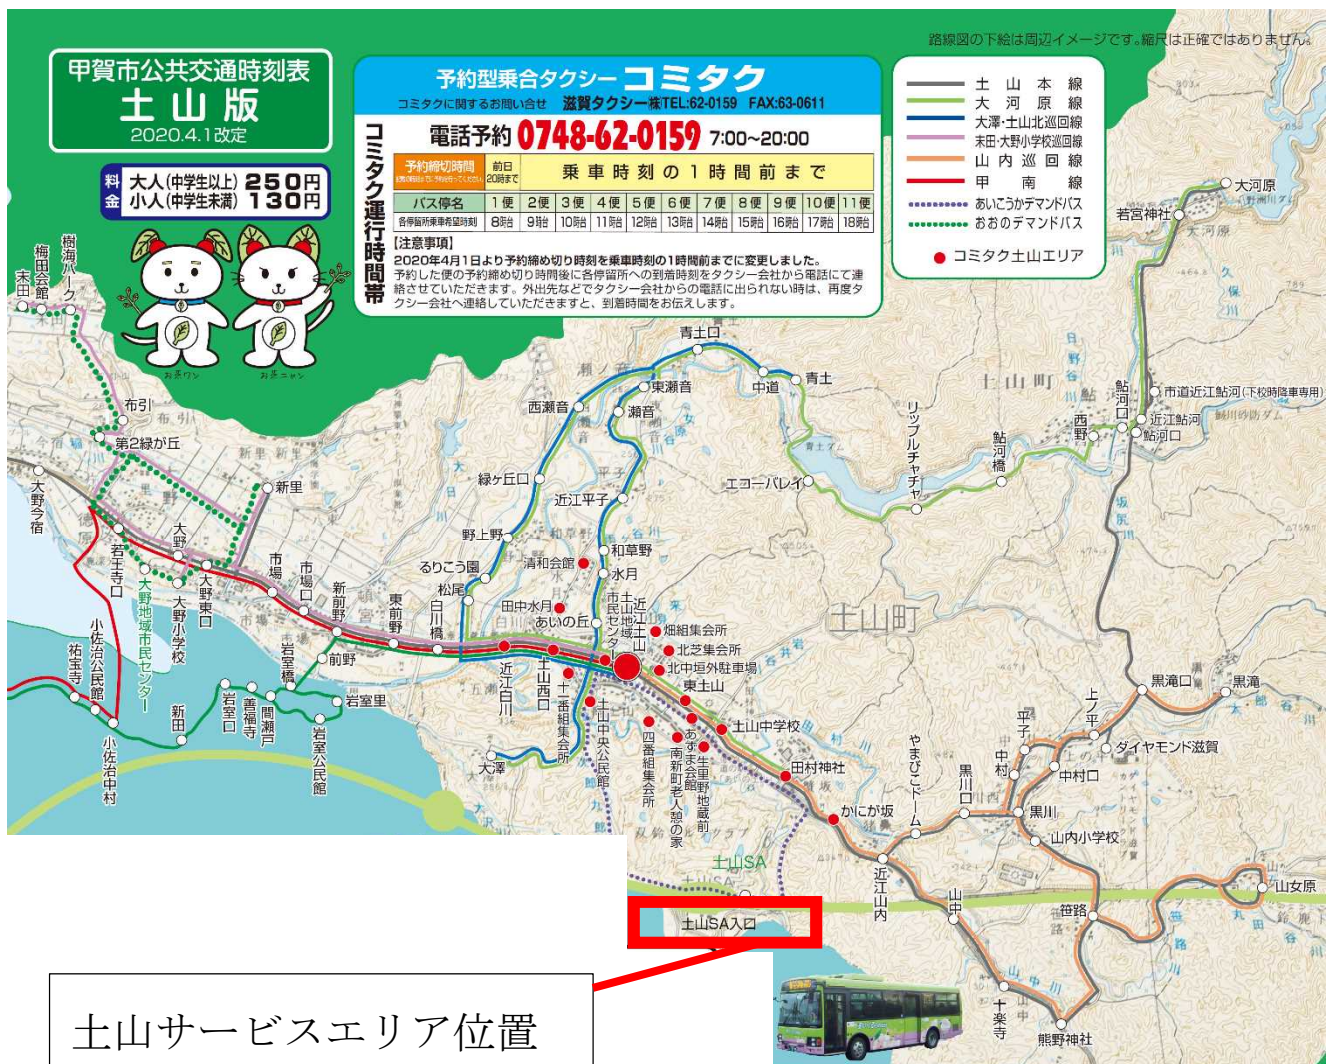 路線図の下絵は周辺イメージです。縮尺は正確ではありません。
甲賀市公共交通時刻表
土山版
2020.4.1改定
料金
大人(中学生以上) 250円
小人(中学生未満) 130円
お茶ワン
お茶ニャン
予約型乗合タクシー コミタク
コミタクに関するお問い合せ 滋賀タクシー㈱TEL:62-0159 FAX:63-0611
コミタク運行時間帯
電話予約 0748-62-0159 7:00~20:00
予約締切時間
前日20時まで
乗車時刻の1時間前まで
バス停名 1便 2便 3便 4便 5便 6便 7便 8便 9便 10便 11便
各停留所乗車希望時刻 8時台 9時台 10時台 11時台 12時台 13時台 14時台 15時台 16時台 17時台 18時台
【注意事項】
2020年4月1日より予約締め切り時刻を乗車時刻の1時間前までに変更しました。
予約した便の予約締め切り時間後に各停留所への到着時刻をタクシー会社から電話にて連
絡させていただきます。外出先などでタクシー会社からの電話に出られない時は、再度タ
クシー会社へ連絡していただきますと、到着時間をお伝えします。
土山本線
大河原線
大澤・土山北巡回線
末田・大野小学校巡回線
山内巡回線
甲南線
あいこうかデマンドバス
おおのデマンドバス
コミタク土山エリア
末田
梅田会館
樹海パーク
布引
第2緑が丘
新里
大野今宿
若王寺口
大野
大野東口
大野小学校
大野地域市民センター
市場
市場口
新前野
前野
東前野
白川橋
小佐治公民館
祐宝寺
小佐治中村
新田
岩室口
善福寺
間瀬戸
岩室橋
岩室里
岩室公民館
西瀬音
東瀬音
瀬音
青土口
中道
青土
緑ヶ丘口
近江平子
野上野
和草野
清和会館
水月
るりこう園
松尾
田中水月
あいの丘
土山地域市民センター
近江土山
畑組集会所
北芝集会所
北中垣外駐車場
近江白川
土山西口
十一番組集会所
土山中央公民館
大澤
東土山
土山中学校
四番組集会所
南新町老人憩の家
あずま会館
生里野地蔵前
田村神社
かにが坂
エコーバレイ
リップルチャチャ
鮎河橋
西野
鮎河口
鮎河口
近江鮎河
市道近江鮎河(下校時降車専用)
若宮神社
大河原
土山町
土山町
黒滝口
黒滝
上ノ平
ダイヤモンド滋賀
平子
中村
中村口
黒川
黒川口
やまびこドーム
山内小学校
近江山内
山中
笹路
山女原
十楽寺
熊野神社
土山SA
土山SA入口
土山サービスエリア位置